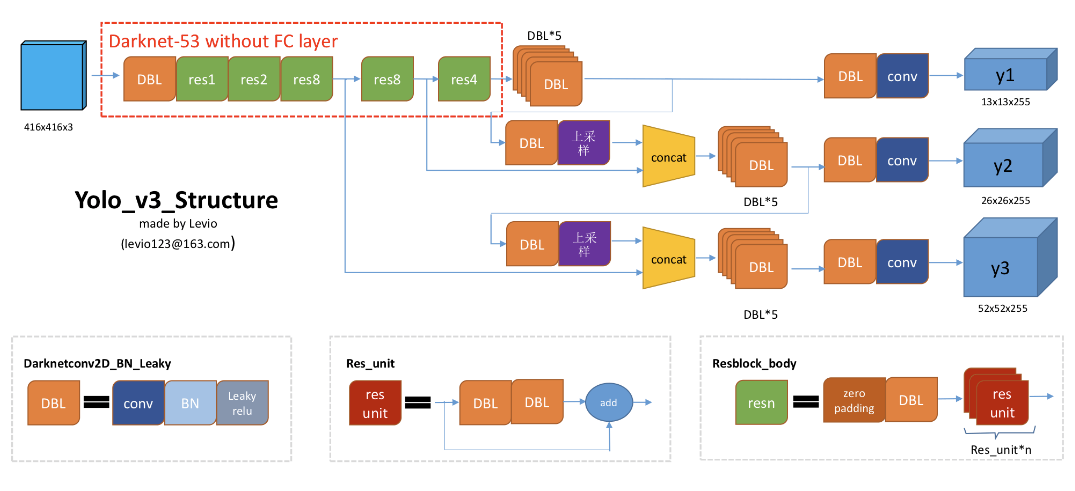 Darknet-53 without FC layer
DBL*5
DBL
res1
res2
res8
res8
res4
DBL
DBL
conv
y1
13x13x255
416x416x3
DBL
上采
样
concat
DBL
DBL
conv
y2
DBL*5
26x26x255
Yolo_v3_Structure
made by Levio
(levio123@163.com)
DBL
上采
样
concat
DBL
DBL
conv
y3
DBL*5
52x52x255
Darknetconv2D_BN_Leaky
DBL
conv
BN
Leaky
relu
Res_unit
res
unit
DBL
DBL
add
Resblock_body
resn
zero
padding
DBL
res
unit
Res_unit*n